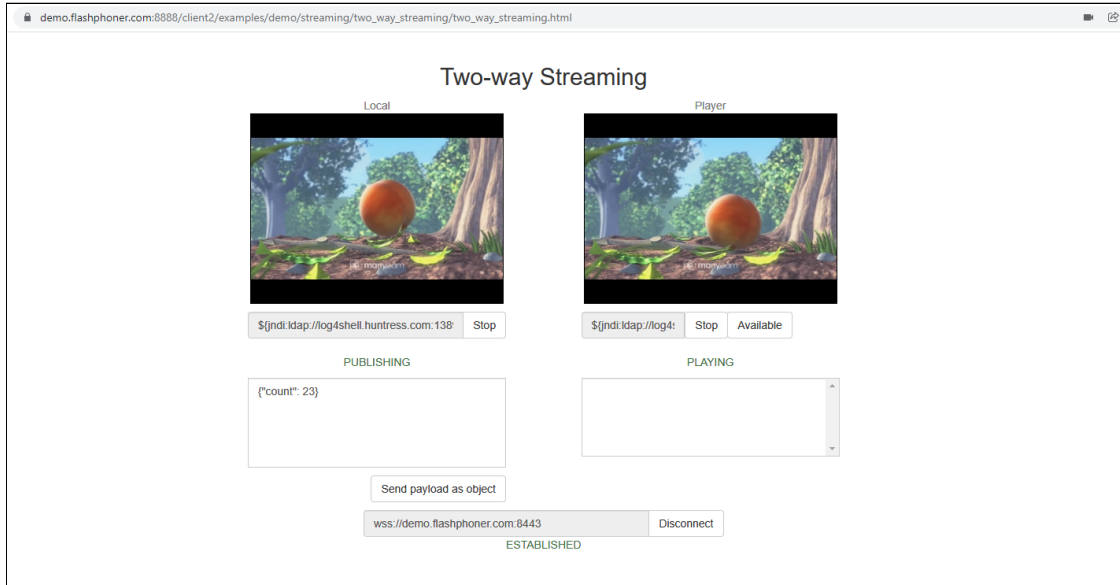 demo.flashphoner.com:8888/client2/examples/demo/streaming/two_way_streaming/two_way_streaming.html
Two-way Streaming
Local
Player
${jndi:ldap://log4shell.huntress.com:138
Stop
${jndi:ldap://log4
Stop
Available
PUBLISHING
PLAYING
{"count": 23}
Send payload as object
wss://demo.flashphoner.com:8443
Disconnect
ESTABLISHED